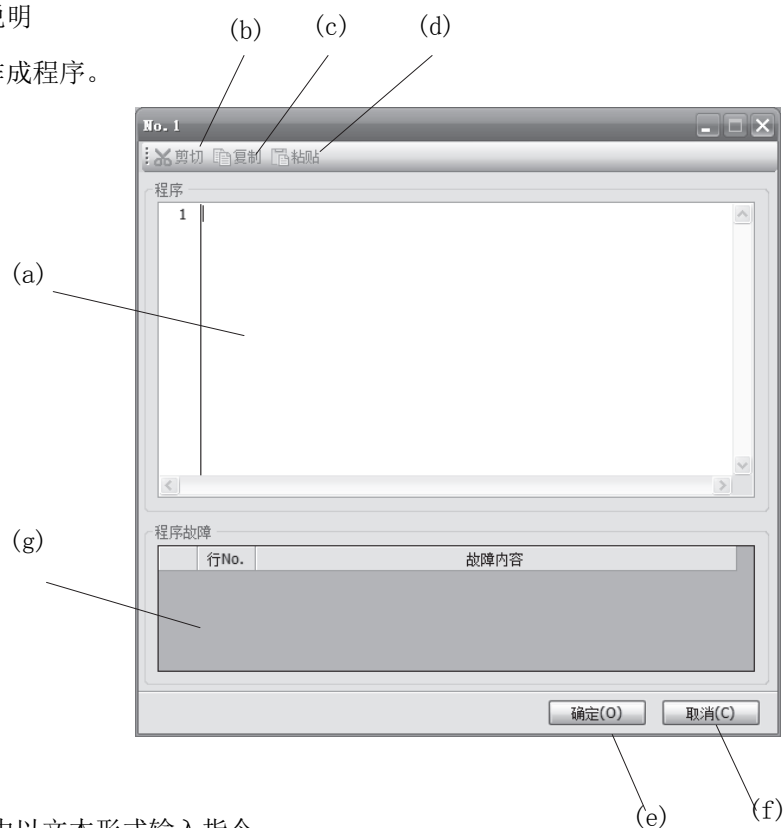 说明
(b) (c) (d)
作成程序。
No. 1
剪切 复制 粘贴
程序
1
(a)
程序故障
(g)
行No. 故障内容
确定(O) 取消(C)
(e) (f)
以文本形式输入指令